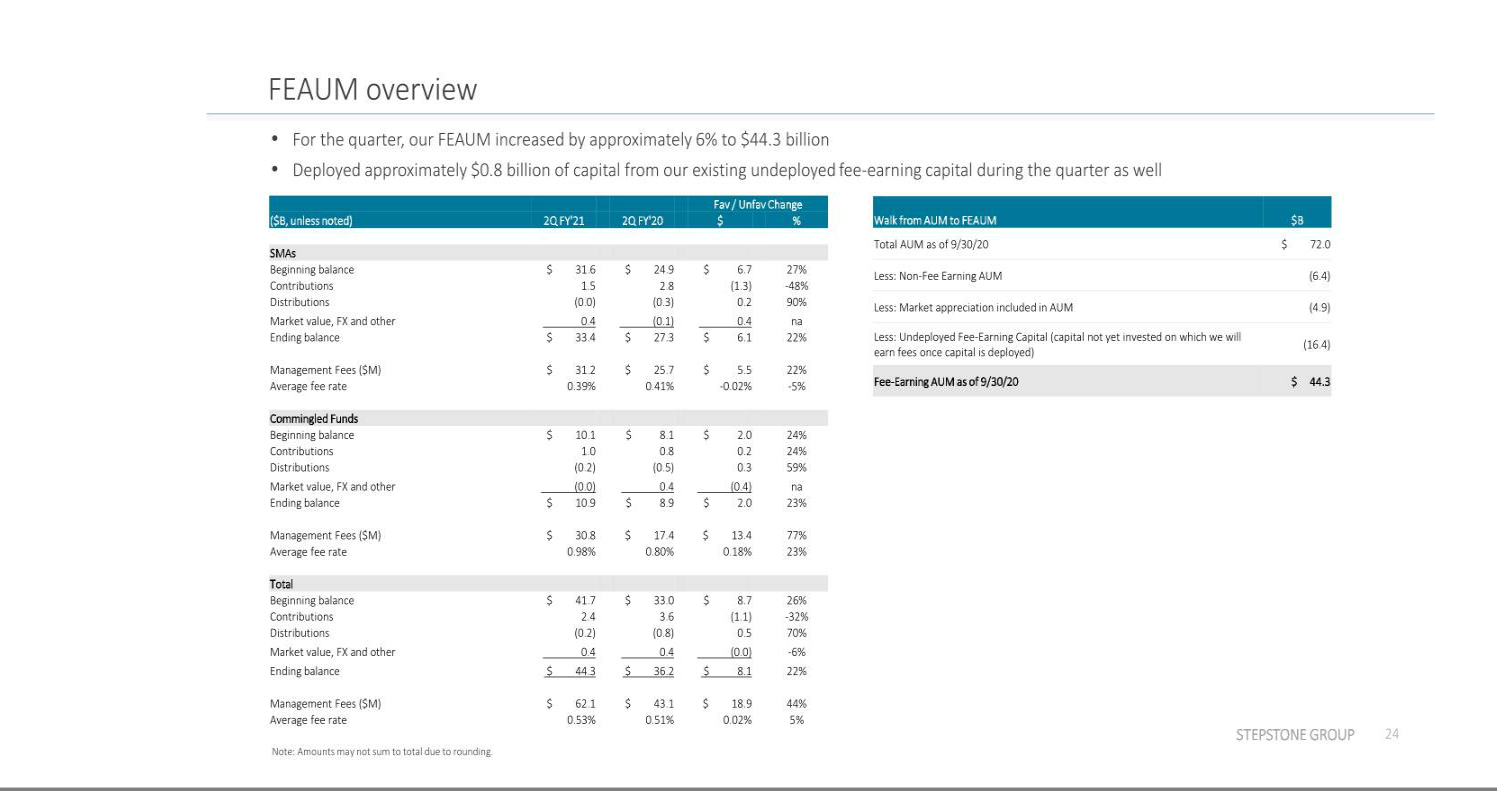 FEAUM overview
• For the quarter, our FEAUM increased by approximately 6% to $44.3 billion
• Deployed approximately $0.8 billion of capital from our existing undeployed fee-earning capital during the quarter as well
Fav / Unfav Change
($B, unless noted) 2Q FY'21 2Q FY'20 $ %
SMAs
Beginning balance $ 31.6 $ 24.9 $ 6.7 27%
Contributions 1.5 2.8 (1.3) -48%
Distributions (0.0) (0.3) 0.2 90%
Market value, FX and other 0.4 (0.1) 0.4 na
Ending balance $ 33.4 $ 27.3 $ 6.1 22%
Management Fees ($M) $ 31.2 $ 25.7 $ 5.5 22%
Average fee rate 0.39% 0.41% -0.02% -5%
Commingled Funds
Beginning balance $ 10.1 $ 8.1 $ 2.0 24%
Contributions 1.0 0.8 0.2 24%
Distributions (0.2) (0.5) 0.3 59%
Market value, FX and other (0.0) 0.4 (0.4) na
Ending balance $ 10.9 $ 8.9 $ 2.0 23%
Management Fees ($M) $ 30.8 $ 17.4 $ 13.4 77%
Average fee rate 0.98% 0.80% 0.18% 23%
Total
Beginning balance $ 41.7 $ 33.0 $ 8.7 26%
Contributions 2.4 3.6 (1.1) -32%
Distributions (0.2) (0.8) 0.5 70%
Market value, FX and other 0.4 0.4 (0.0) -6%
Ending balance $ 44.3 $ 36.2 $ 8.1 22%
Management Fees ($M) $ 62.1 $ 43.1 $ 18.9 44%
Average fee rate 0.53% 0.51% 0.02% 5%
Note: Amounts may not sum to total due to rounding.
Walk from AUM to FEAUM $B
Total AUM as of 9/30/20 $ 72.0
Less: Non-Fee Earning AUM (6.4)
Less: Market appreciation included in AUM (4.9)
Less: Undeployed Fee-Earning Capital (capital not yet invested on which we will
earn fees once capital is deployed) (16.4)
Fee-Earning AUM as of 9/30/20 $ 44.3
STEPSTONE GROUP 24